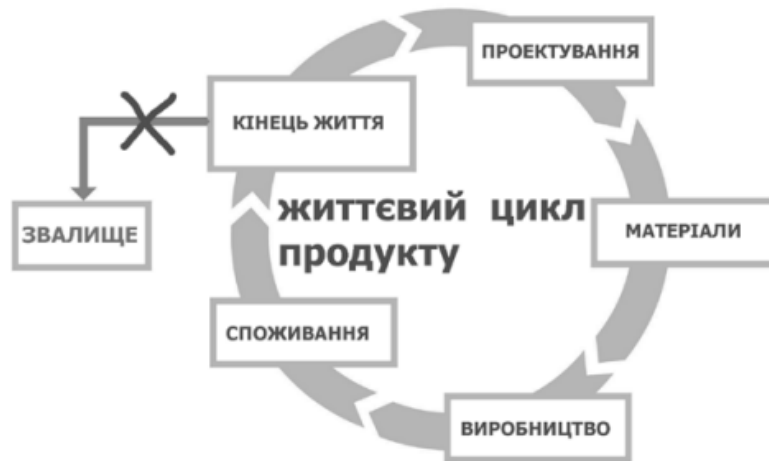 ПРОЕКТУВАННЯ
КІНЕЦЬ ЖИТТЯ
ЗВАЛИЩЕ
життєвий цикл
продукту
МАТЕРІАЛИ
СПОЖИВАННЯ
ВИРОБНИЦТВО